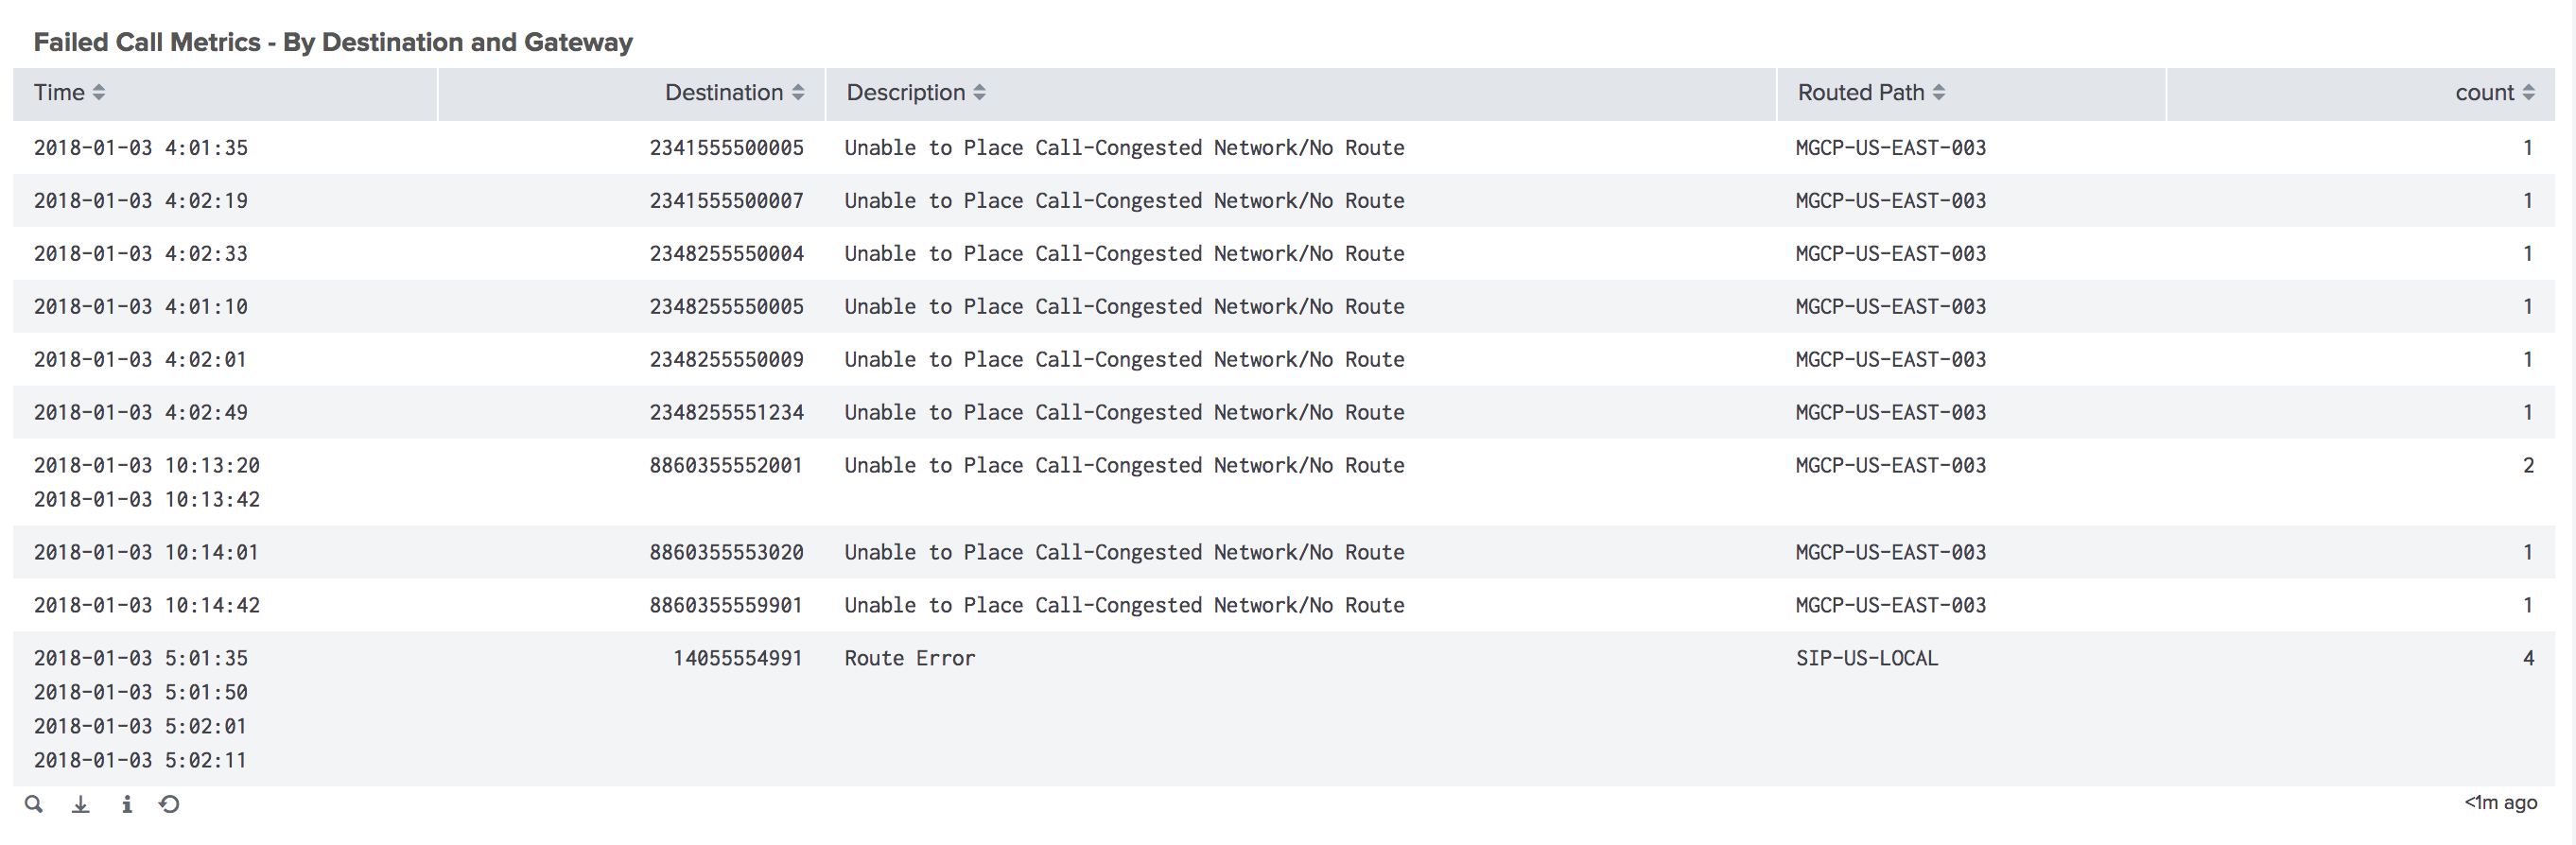 Failed Call Metrics - By Destination and Gateway
Time Destination Description Routed Path count
2018-01-03 4:01:35 2341555500005 Unable to Place Call-Congested Network/No Route MGCP-US-EAST-003 1
2018-01-03 4:02:19 2341555500007 Unable to Place Call-Congested Network/No Route MGCP-US-EAST-003 1
2018-01-03 4:02:33 2348255550004 Unable to Place Call-Congested Network/No Route MGCP-US-EAST-003 1
2018-01-03 4:01:10 2348255550005 Unable to Place Call-Congested Network/No Route MGCP-US-EAST-003 1
2018-01-03 4:02:01 2348255550009 Unable to Place Call-Congested Network/No Route MGCP-US-EAST-003 1
2018-01-03 4:02:49 2348255551234 Unable to Place Call-Congested Network/No Route MGCP-US-EAST-003 1
2018-01-03 10:13:20 8860355552001 Unable to Place Call-Congested Network/No Route MGCP-US-EAST-003 2
2018-01-03 10:13:42
2018-01-03 10:14:01 8860355553020 Unable to Place Call-Congested Network/No Route MGCP-US-EAST-003 1
2018-01-03 10:14:42 8860355559901 Unable to Place Call-Congested Network/No Route MGCP-US-EAST-003 1
2018-01-03 5:01:35 14055554991 Route Error SIP-US-LOCAL 4
2018-01-03 5:01:50
2018-01-03 5:02:01
2018-01-03 5:02:11
<1m ago